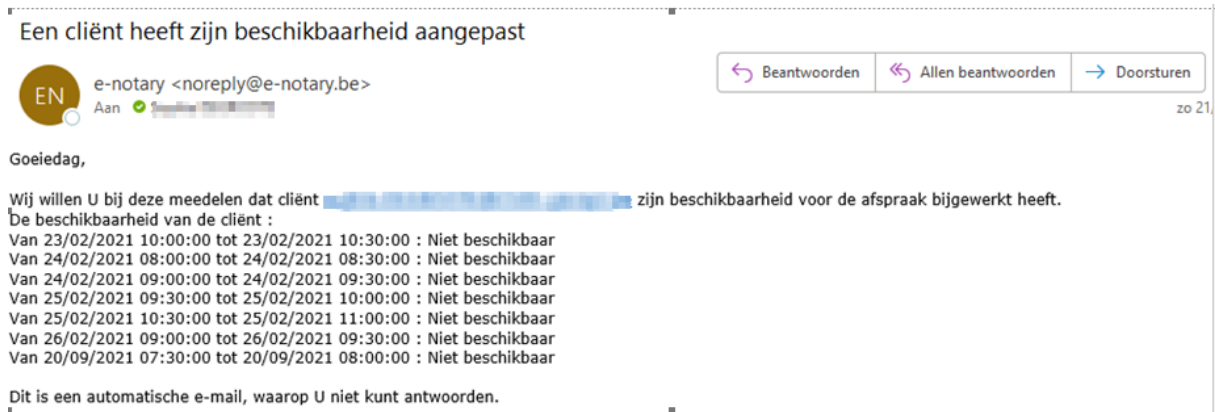 Een cliënt heeft zijn beschikbaarheid aangepast
EN
e-notary <noreply@e-notary.be>
Aan
Beantwoorden
Allen beantwoorden
Doorsturen
zo 21,
Goeiedag,
Wij willen U bij deze meedelen dat cliënt zijn beschikbaarheid voor de afspraak bijgewerkt heeft.
De beschikbaarheid van de cliënt :
Van 23/02/2021 10:00:00 tot 23/02/2021 10:30:00 : Niet beschikbaar
Van 24/02/2021 08:00:00 tot 24/02/2021 08:30:00 : Niet beschikbaar
Van 24/02/2021 09:00:00 tot 24/02/2021 09:30:00 : Niet beschikbaar
Van 25/02/2021 09:30:00 tot 25/02/2021 10:00:00 : Niet beschikbaar
Van 25/02/2021 10:30:00 tot 25/02/2021 11:00:00 : Niet beschikbaar
Van 26/02/2021 09:00:00 tot 26/02/2021 09:30:00 : Niet beschikbaar
Van 20/09/2021 07:30:00 tot 20/09/2021 08:00:00 : Niet beschikbaar
Dit is een automatische e-mail, waarop U niet kunt antwoorden.